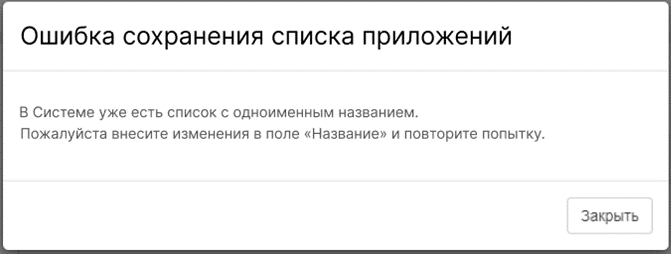 Ошибка сохранения списка приложений
В Системе уже есть список с одноименным названием.
Пожалуйста внесите изменения в поле «Название» и повторите попытку.
Закрыть